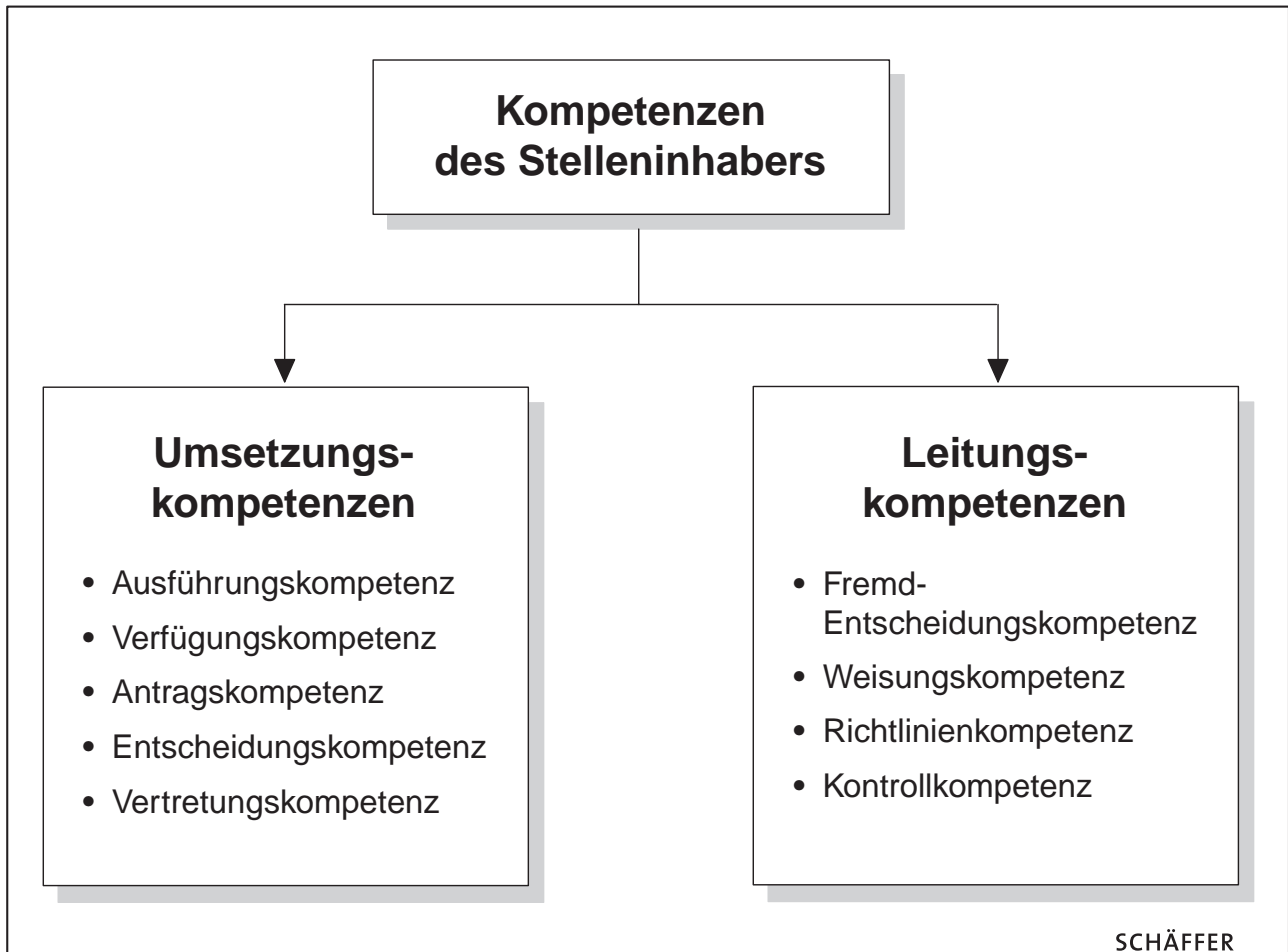 Kompetenzen
des Stelleninhabers
Umsetzungs-
kompetenzen
• Ausführungskompetenz
• Verfügungskompetenz
• Antragskompetenz
• Entscheidungskompetenz
• Vertretungskompetenz
Leitungs-
kompetenzen
• Fremd-
Entscheidungskompetenz
• Weisungskompetenz
• Richtlinienkompetenz
• Kontrollkompetenz
SCHÄFFER